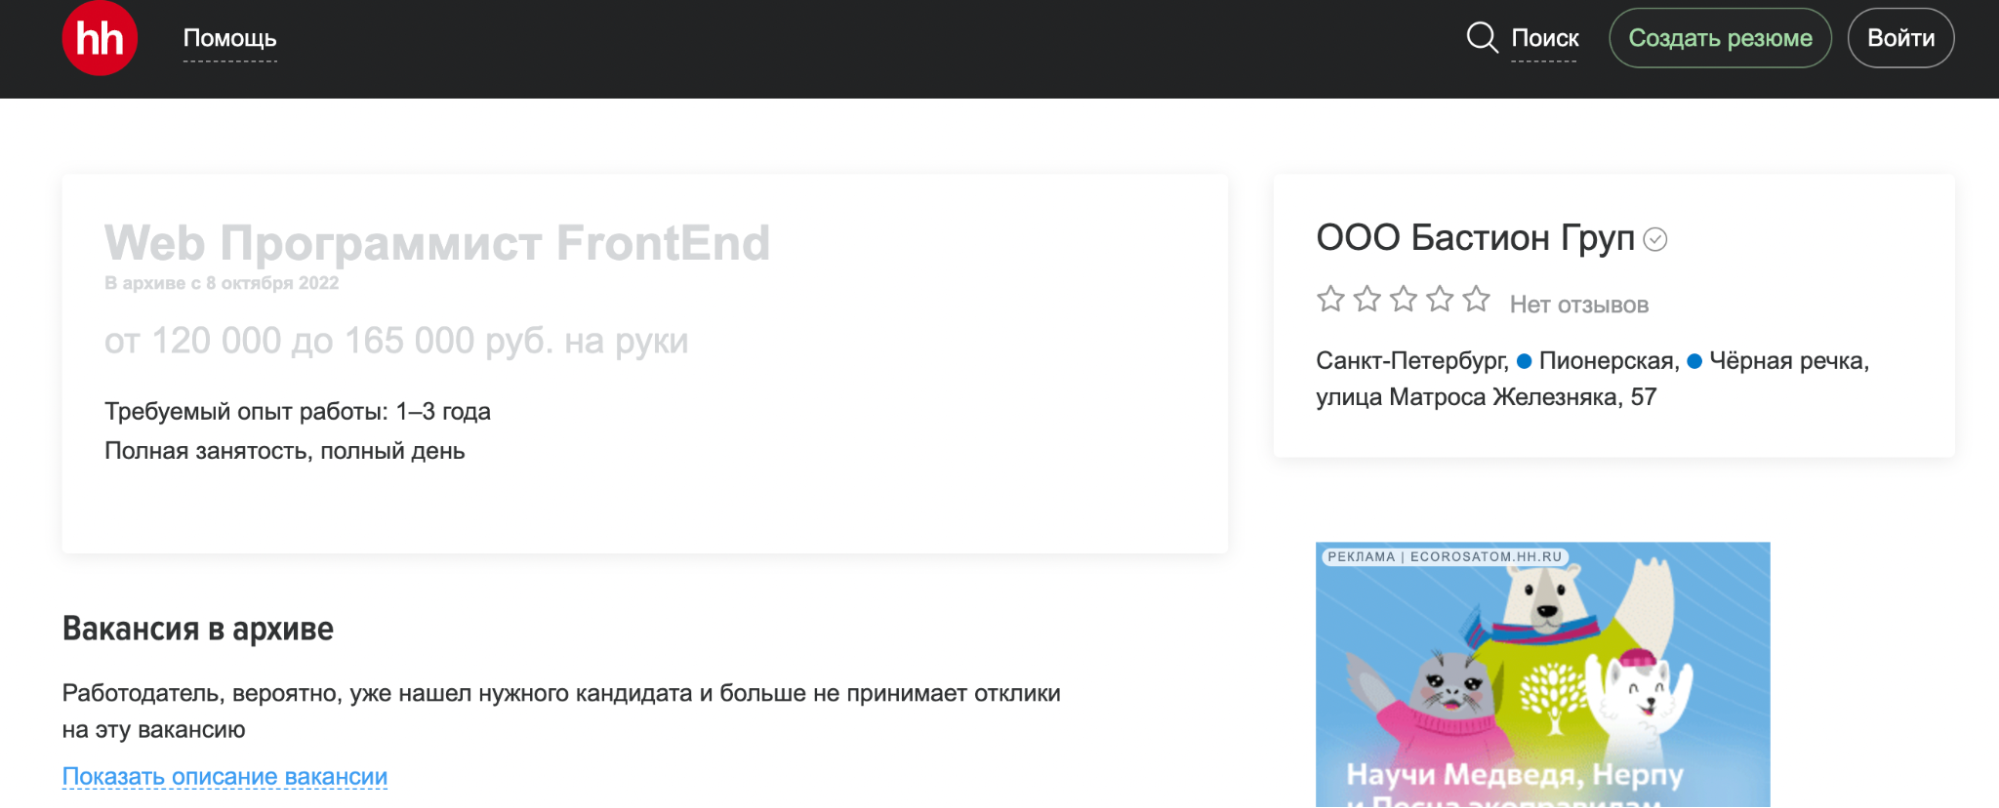 hh
Помощь
Поиск
Создать резюме
Войти
Web Программист FrontEnd
В архиве с 8 октября 2022
от 120 000 до 165 000 руб. на руки
Требуемый опыт работы: 1–3 года
Полная занятость, полный день
Вакансия в архиве
Работодатель, вероятно, уже нашел нужного кандидата и больше не принимает отклики
на эту вакансию
Показать описание вакансии
ООО Бастион Груп
Нет отзывов
Санкт-Петербург, Пионерская, Чёрная речка,
улица Матроса Железняка, 57
РЕКЛАМА | ECOROSATOM.HH.RU
Научи Медведя, Нерпу
и Песца экоправилам